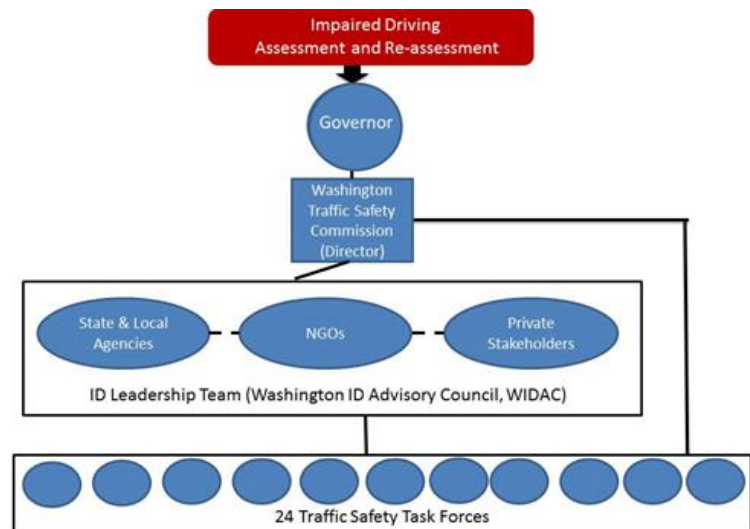 Impaired Driving
Assessment and Re-assessment
Governor
Washington
Traffic Safety
Commission
(Director)
State & Local
Agencies
NGOs
Private
Stakeholders
ID Leadership Team (Washington ID Advisory Council, WIDAC)
24 Traffic Safety Task Forces